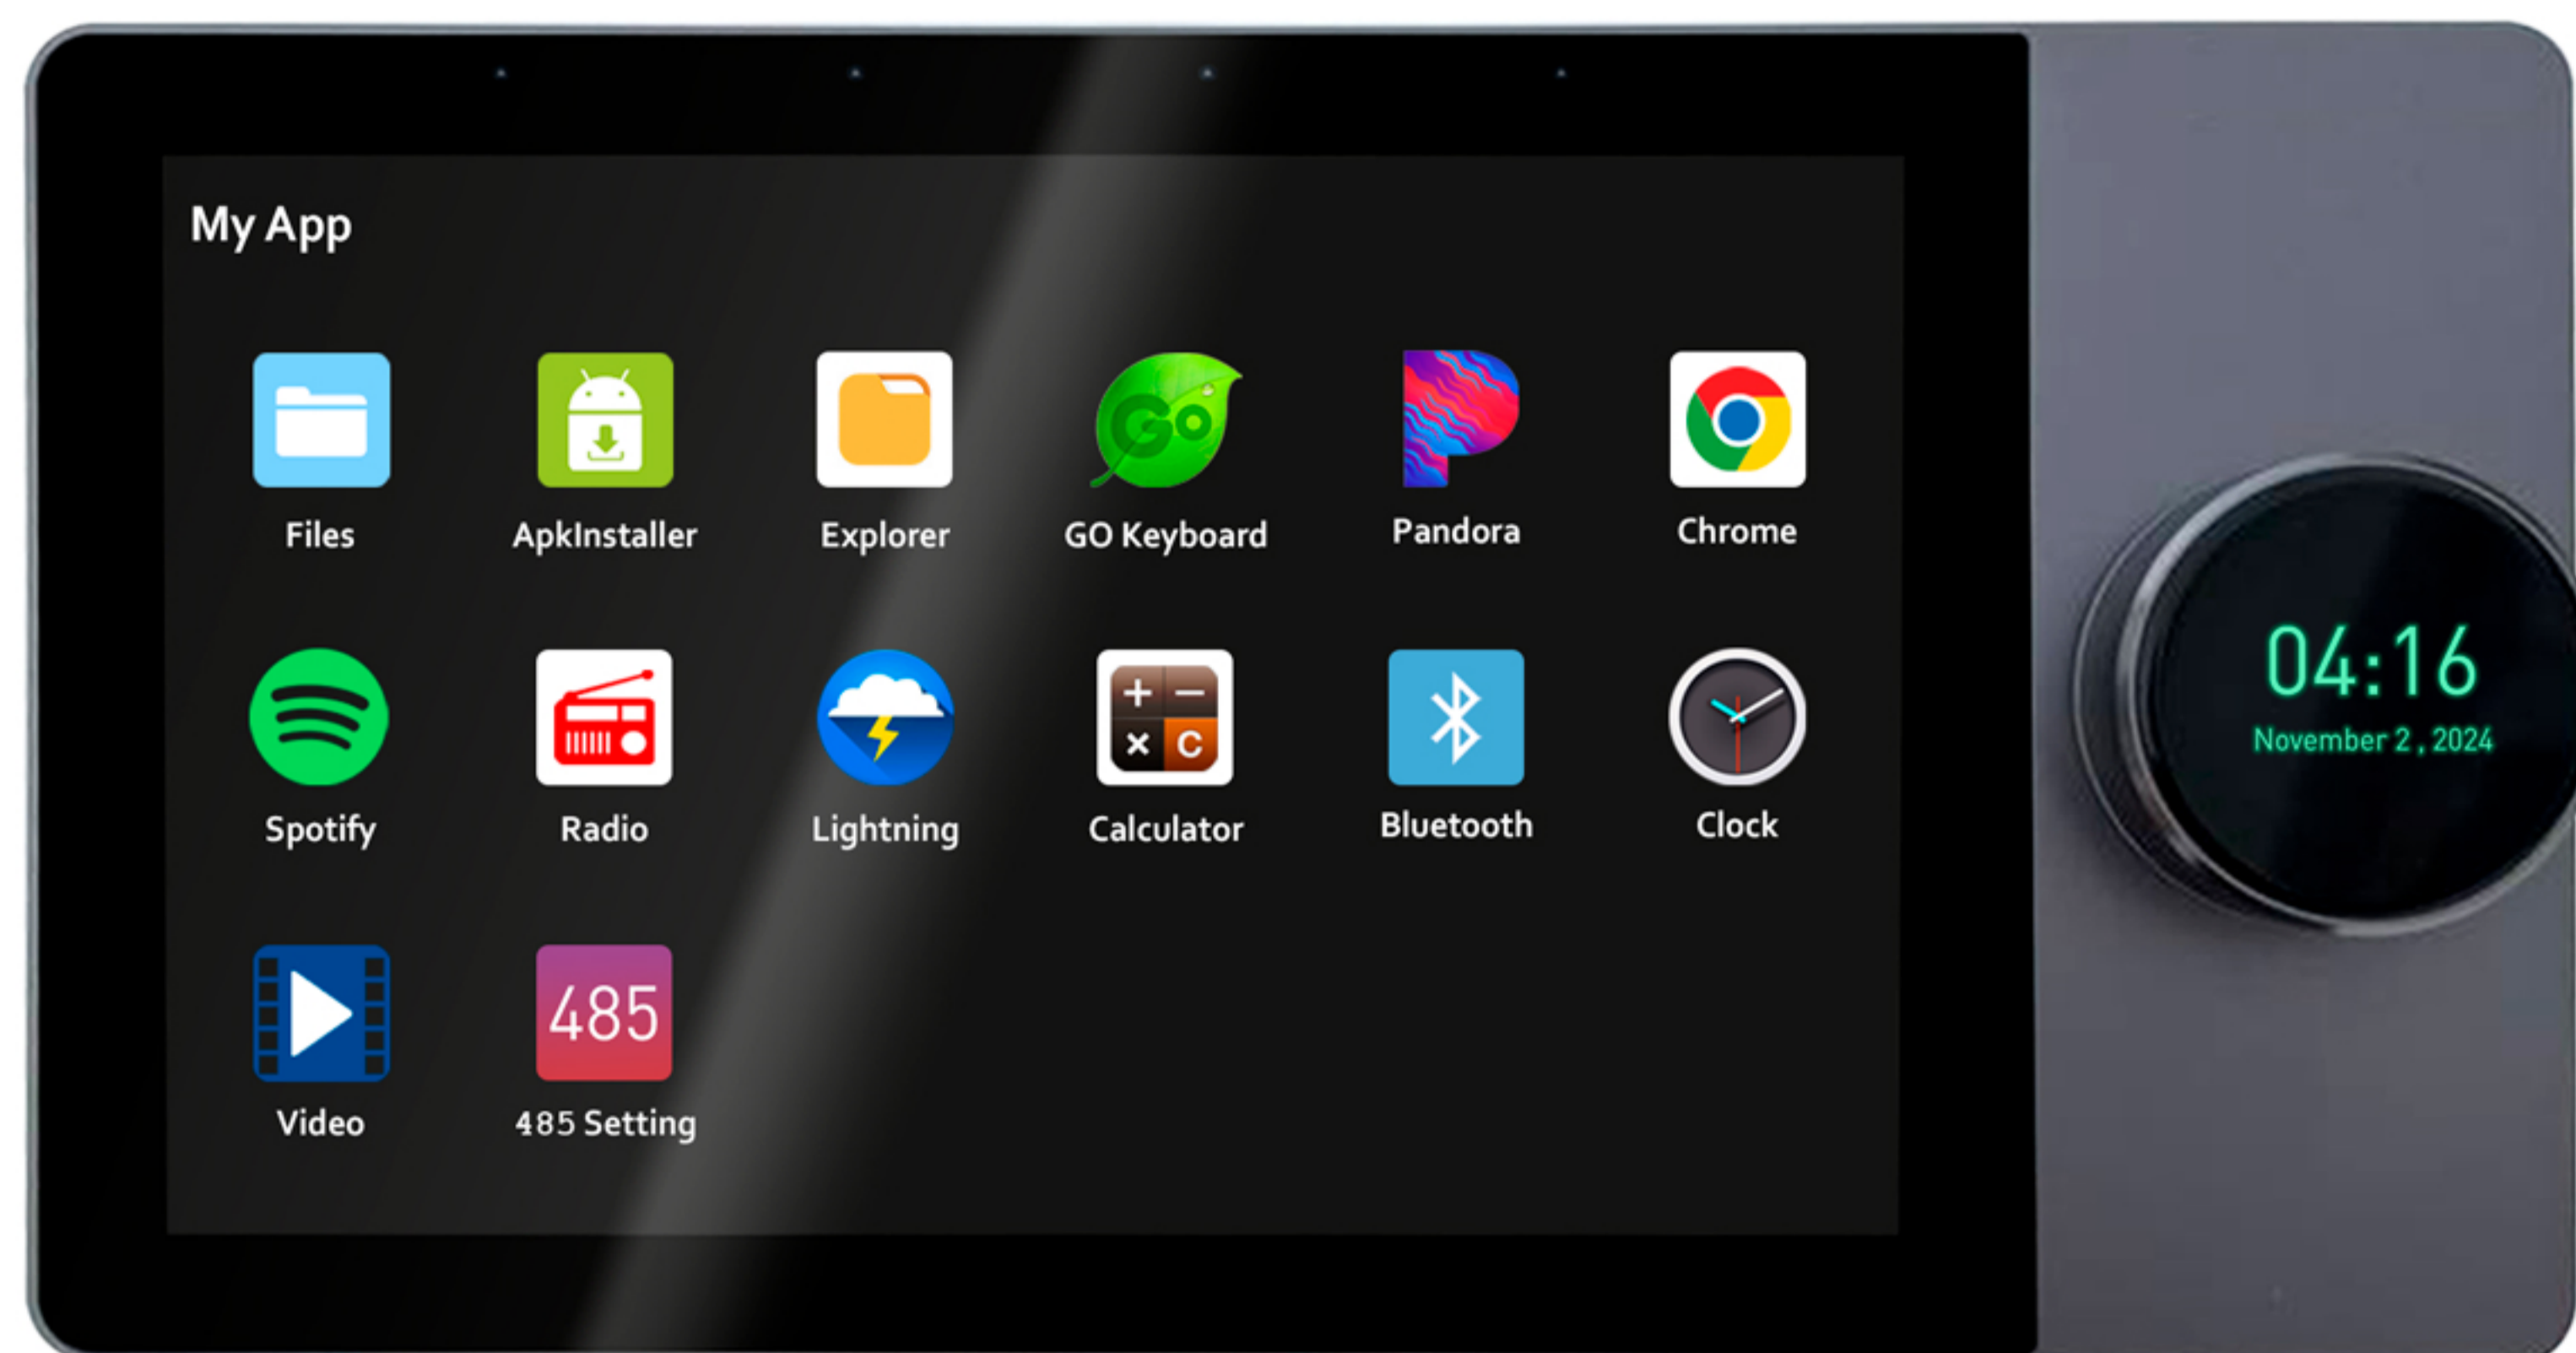 My App
GO
Files ApkInstaller Explorer GO Keyboard Pandora Chrome
+ −
× C
Spotify Radio Lightning Calculator Bluetooth Clock
485
Video 485 Setting
04:16
November 2 , 2024